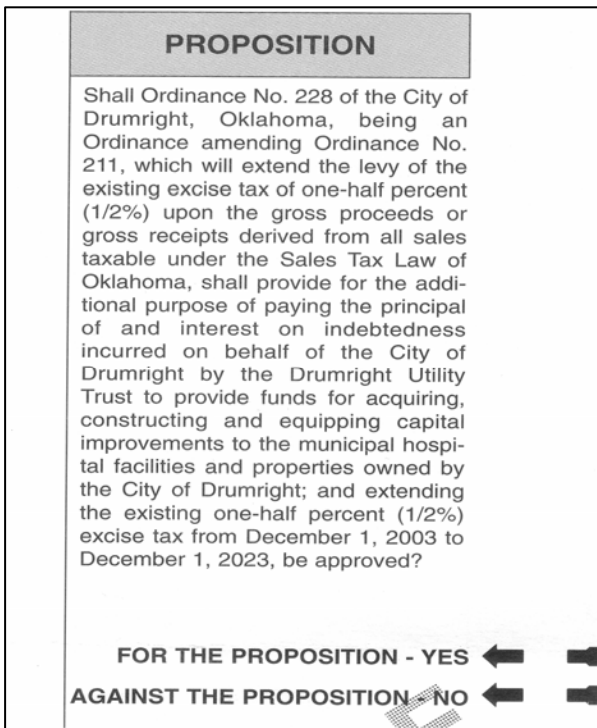 PROPOSITION
Shall Ordinance No. 228 of the City of
Drumright, Oklahoma, being an
Ordinance amending Ordinance No.
211, which will extend the levy of the
existing excise tax of one-half percent
(1/2%) upon the gross proceeds or
gross receipts derived from all sales
taxable under the Sales Tax Law of
Oklahoma, shall provide for the addi-
tional purpose of paying the principal
of and interest on indebtedness
incurred on behalf of the City of
Drumright by the Drumright Utility
Trust to provide funds for acquiring,
constructing and equipping capital
improvements to the municipal hospi-
tal facilities and properties owned by
the City of Drumright; and extending
the existing one-half percent (1/2%)
excise tax from December 1, 2003 to
December 1, 2023, be approved?
FOR THE PROPOSITION - YES
AGAINST THE PROPOSITION - NO